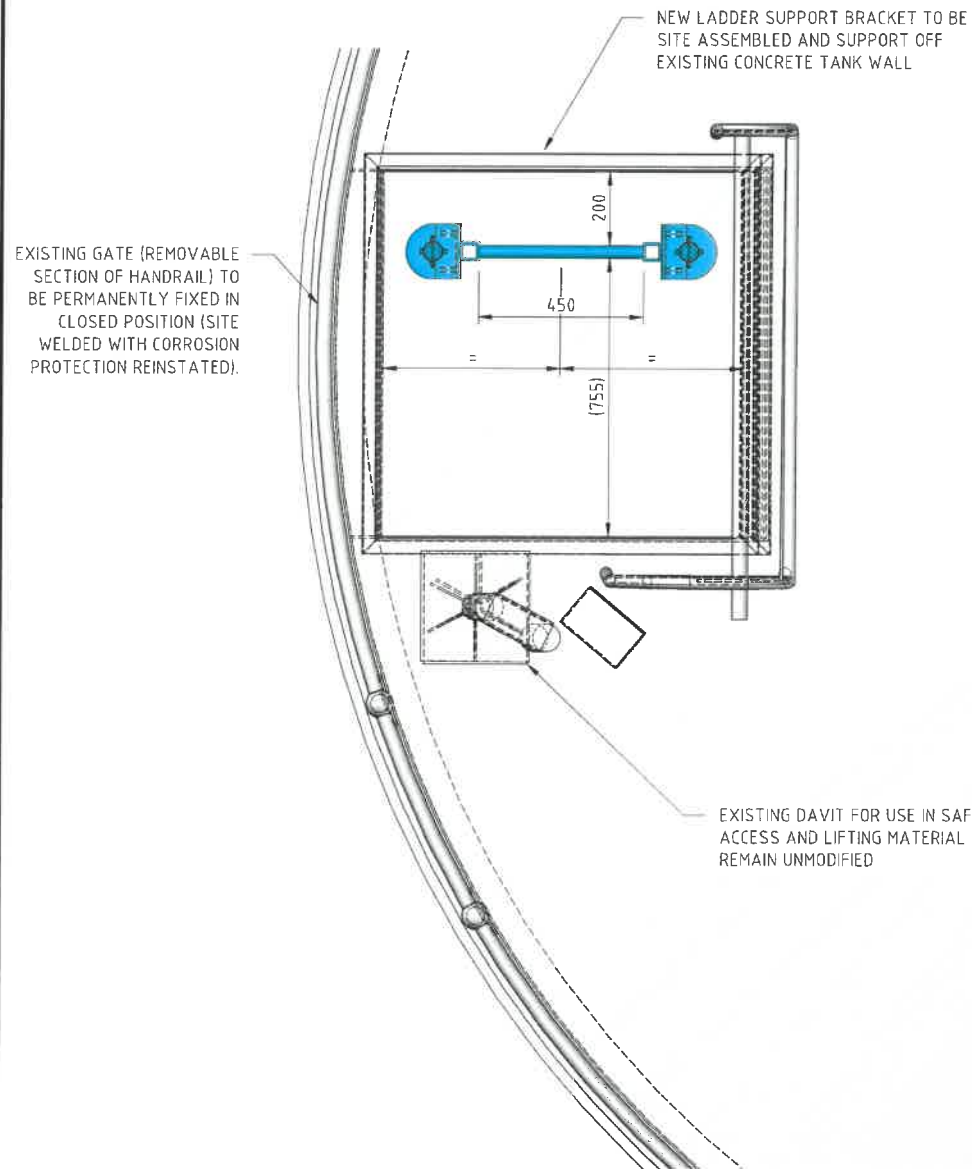 NEW LADDER SUPPORT BRACKET TO BE
SITE ASSEMBLED AND SUPPORT OFF
EXISTING CONCRETE TANK WALL
EXISTING GATE (REMOVABLE
SECTION OF HANDRAIL) TO
BE PERMANENTLY FIXED IN
CLOSED POSITION (SITE
WELDED WITH CORROSION
PROTECTION REINSTATED).
200
450
=
=
(755)
EXISTING DAVIT FOR USE IN SAF
ACCESS AND LIFTING MATERIAL
REMAIN UNMODIFIED